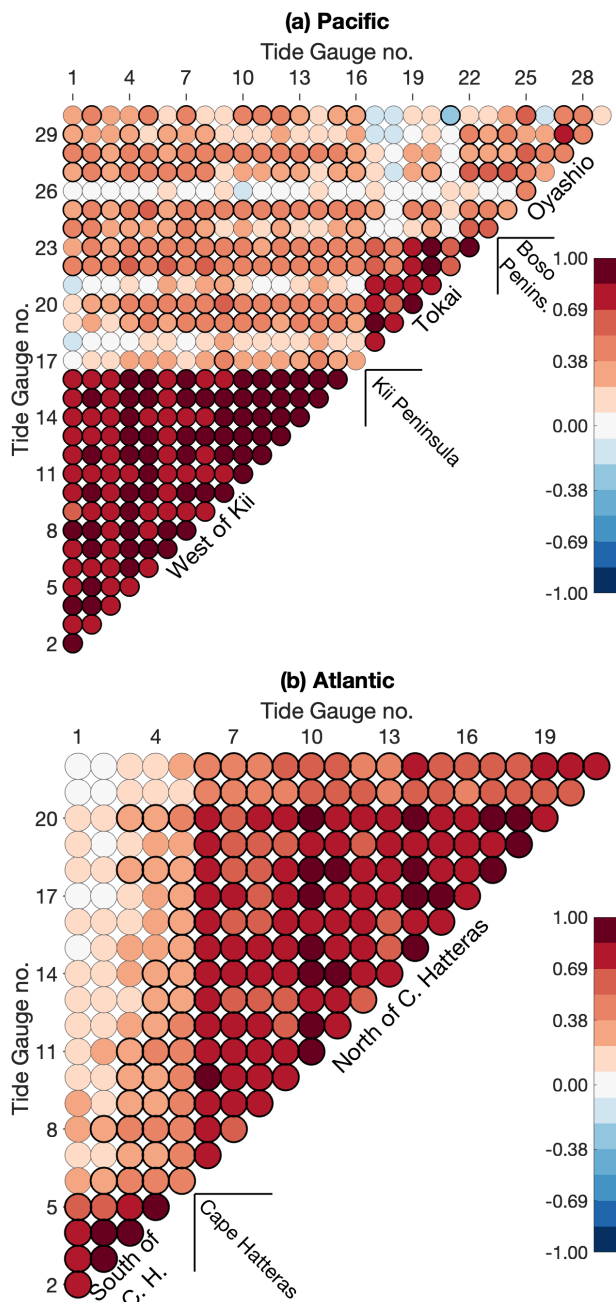 (a) Pacific
Tide Gauge no.
1 4 7 10 13 16 19 22 25 28
Tide Gauge no.
29
26
23
20
17
14
11
8
5
2
Oyashio
Boso
Penins.
Tokai
Kii Peninsula
West of Kii
1.00
0.69
0.38
0.00
-0.38
-0.69
-1.00
(b) Atlantic
Tide Gauge no.
1 4 7 10 13 16 19
Tide Gauge no.
20
17
14
11
8
5
2
North of C. Hatteras
Cape Hatteras
South of
C. H.
1.00
0.69
0.38
0.00
-0.38
-0.69
-1.00